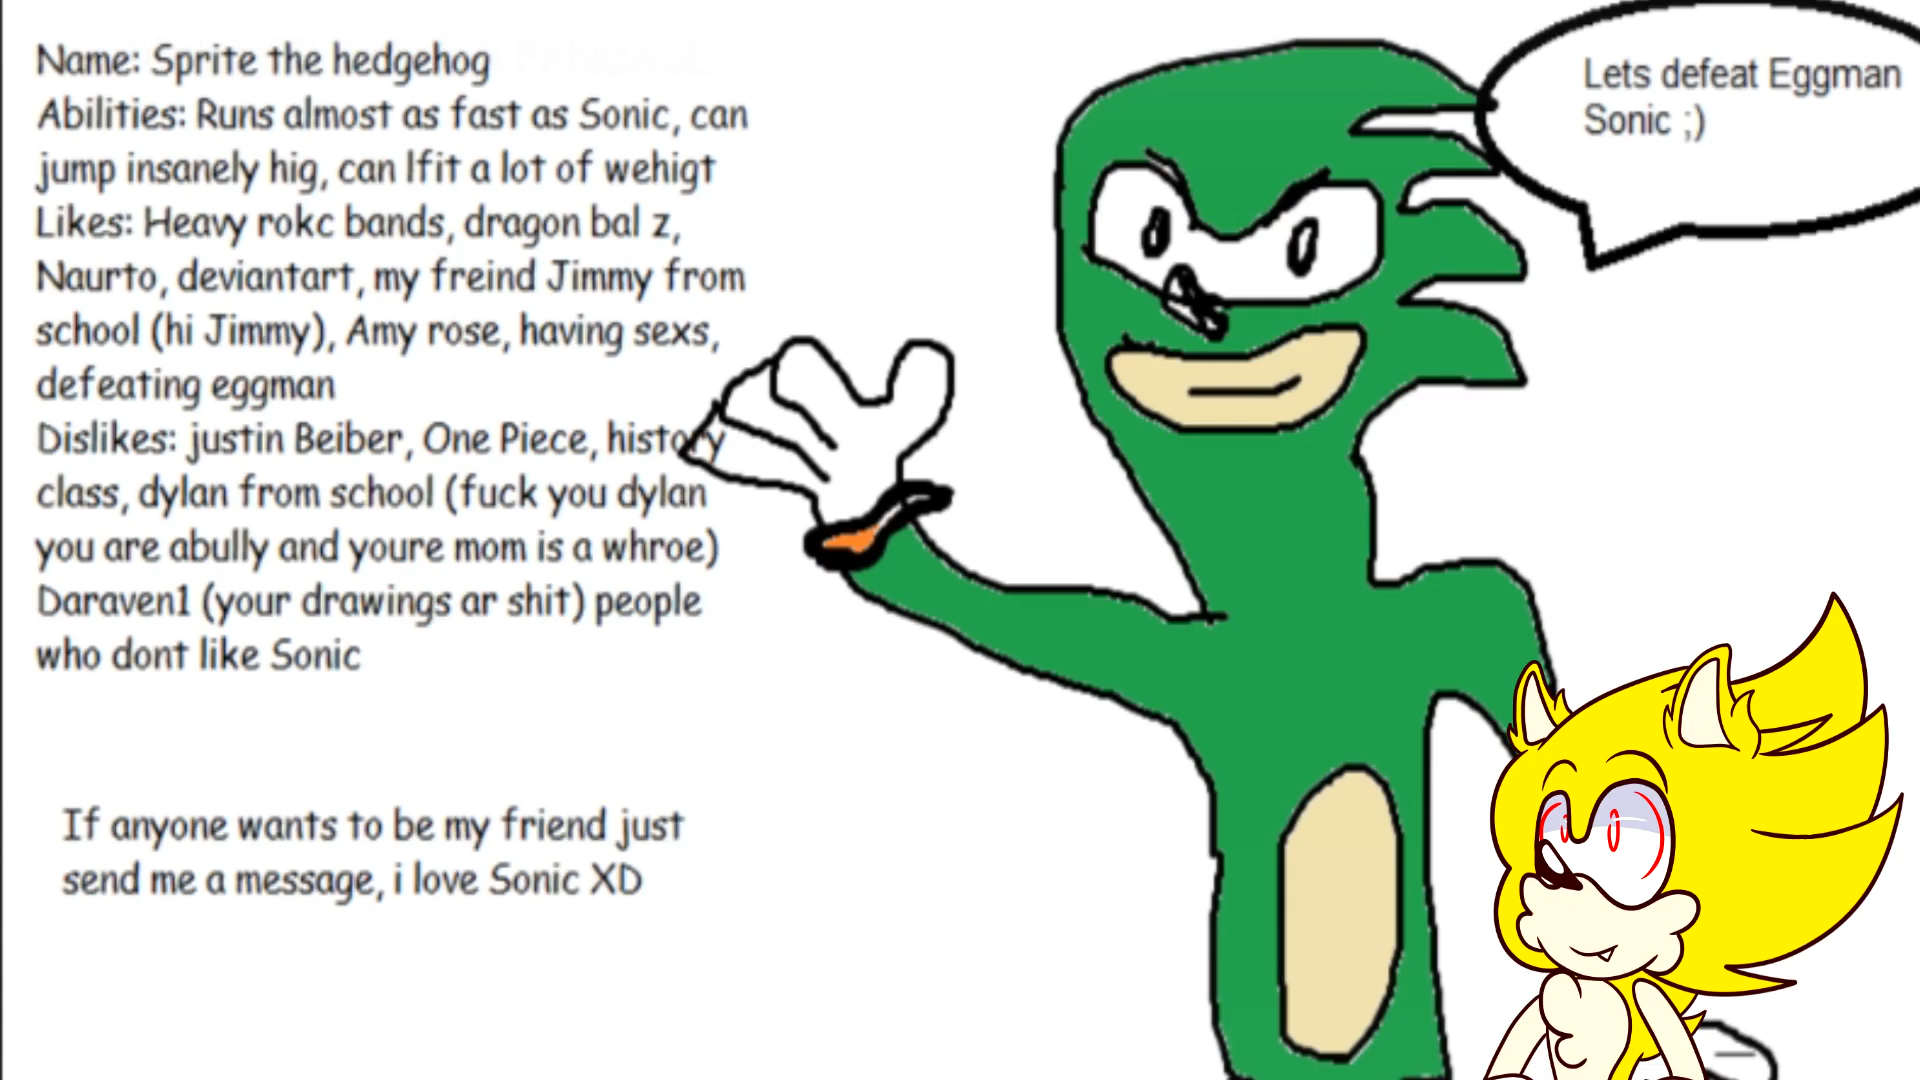 Name: Sprite the hedgehog
Abilities: Runs almost as fast as Sonic, can
jump insanely hig, can lfit a lot of wehigt
Likes: Heavy rokc bands, dragon bal z,
Naurto, deviantart, my freind Jimmy from
school (hi Jimmy), Amy rose, having sexs,
defeating eggman
Dislikes: justin Beiber, One Piece, history
class, dylan from school (fuck you dylan
you are abully and youre mom is a whroe)
Daraven1 (your drawings ar shit) people
who dont like Sonic
If anyone wants to be my friend just
send me a message, i love Sonic XD
Lets defeat Eggman
Sonic ;)